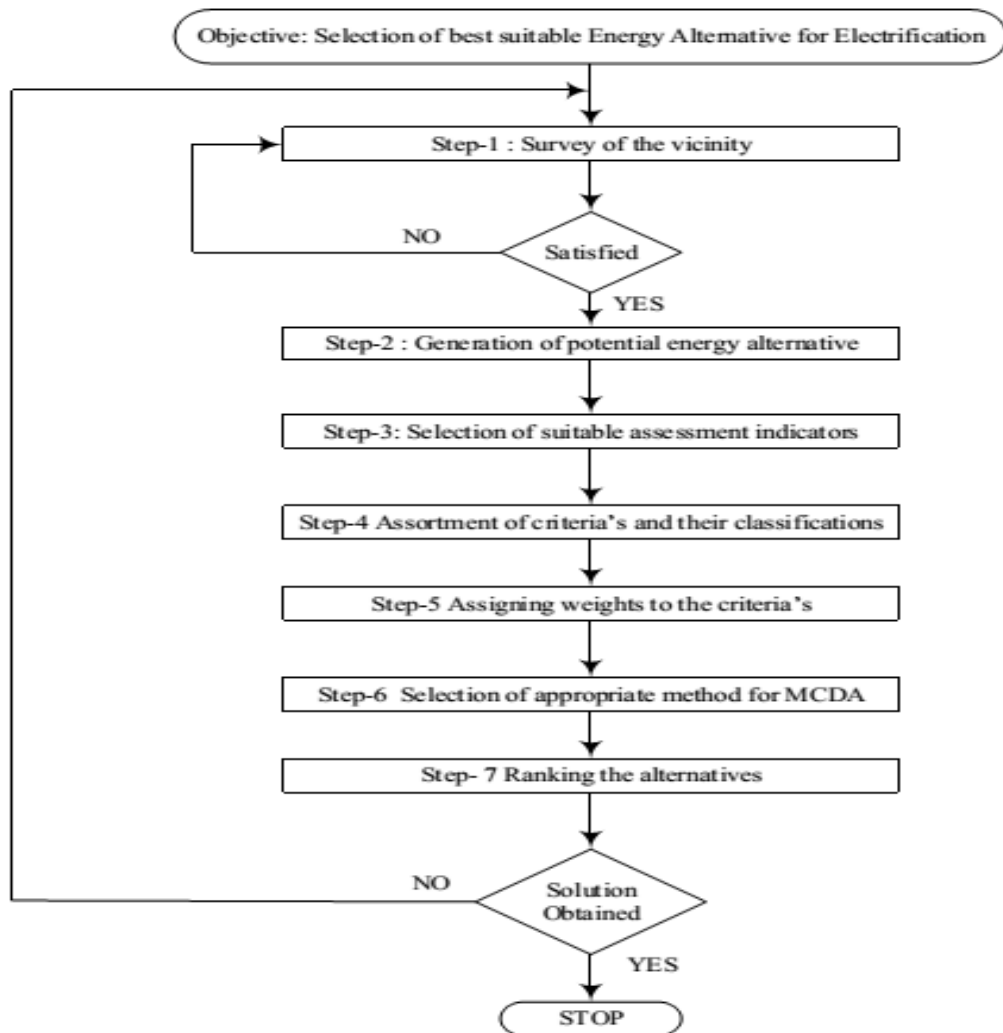 Objective: Selection of best suitable Energy Alternative for Electrification
Step-1 : Survey of the vicinity
NO
Satisfied
YES
Step-2 : Generation of potential energy alternative
Step-3: Selection of suitable assessment indicators
Step-4 Assortment of criteria's and their classifications
Step-5 Assigning weights to the criteria's
Step-6 Selection of appropriate method for MCDA
Step- 7 Ranking the alternatives
NO
Solution
Obtained
YES
STOP